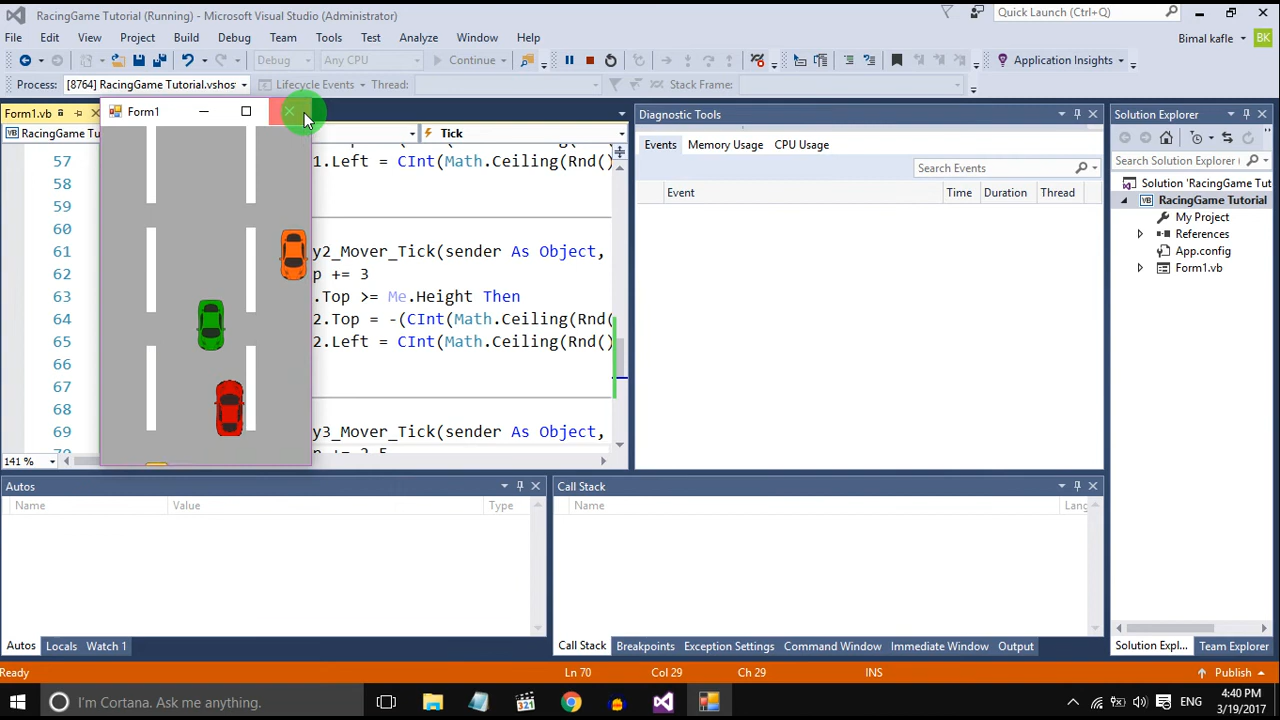 RacingGame Tutorial (Running) - Microsoft Visual Studio (Administrator)
Quick Launch (Ctrl+Q)
File Edit View Project Build Debug Team Tools Test Analyze Window Help
Bimal kafle BK
Debug Any CPU Continue Application Insights
Process: [8764] RacingGame Tutorial.vshos Lifecycle Events Thread: Stack Frame:
Form1.vb
Form1
RacingGame Tu
Tick
57 1.Left = CInt(Math.Ceiling(Rnd()
58
59
60
61 y2_Mover_Tick(sender As Object,
62 p += 3
63 .Top >= Me.Height Then
64 2.Top = -(CInt(Math.Ceiling(Rnd(
65 2.Left = CInt(Math.Ceiling(Rnd()
66
67
68
69 y3_Mover_Tick(sender As Object,
70 p += 2.5
141 %
Diagnostic Tools
Events Memory Usage CPU Usage
Search Events
Event Time Duration Thread
Solution Explorer
Search Solution Explorer (
Solution 'RacingGame Tut
RacingGame Tutorial
My Project
References
App.config
Form1.vb
Autos
Name Value Type
Call Stack
Name Lang
Autos Locals Watch 1
Call Stack Breakpoints Exception Settings Command Window Immediate Window Output
Solution Expl... Team Explorer
Ready Ln 70 Col 29 Ch 29 INS Publish
I'm Cortana. Ask me anything.
321
ENG
4:40 PM
3/19/2017